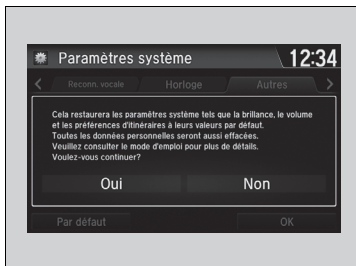 Paramètres système
12:34
Reconn. vocale
Horloge
Autres
Cela restaurera les paramètres système tels que la brillance, le volume
et les préférences d'itinéraires à leurs valeurs par défaut.
Toutes les données personnelles seront aussi effacées.
Veuillez consulter le mode d'emploi pour plus de détails.
Voulez-vous continuer?
Oui
Non
Par défaut
OK